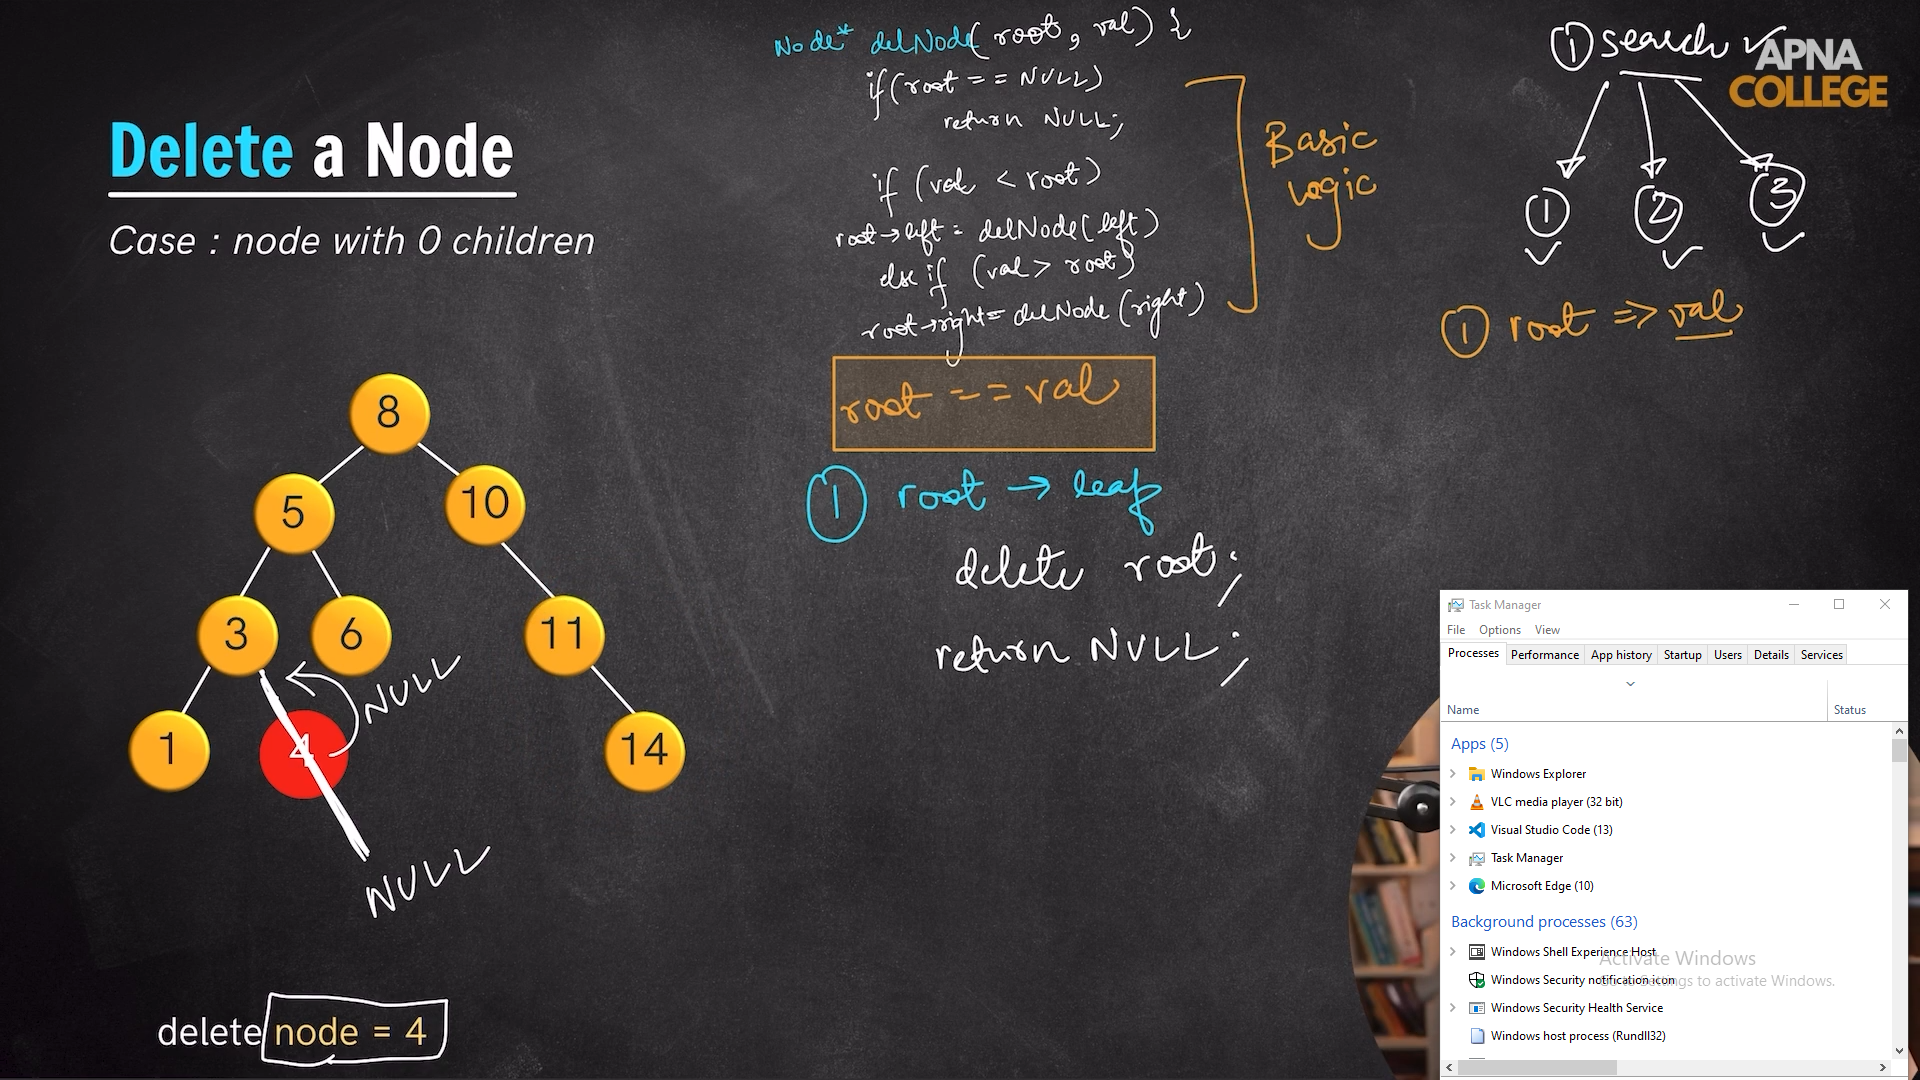 Delete a Node
Case : node with 0 children
8
5
10
3
6
11
1
4
14
NULL
NULL
delete node = 4
Node* delNode(root, val) {
if(root == NULL)
return NULL;
if (val < root)
root→left = delNode(left)
else if (val > root)
root→right= delNode(right)
Basic
Logic
root == val
1 root → leaf
delete root;
return NULL;
1 search
APNA
COLLEGE
1
2
3
1 root => val
Task Manager
File Options View
Processes Performance App history Startup Users Details Services
Name Status
Apps (5)
Windows Explorer
VLC media player (32 bit)
Visual Studio Code (13)
Task Manager
Microsoft Edge (10)
Background processes (63)
Windows Shell Experience Host
Windows Security notification icon
Windows Security Health Service
Windows host process (Rundll32)
Activate Windows
Go to Settings to activate Windows.